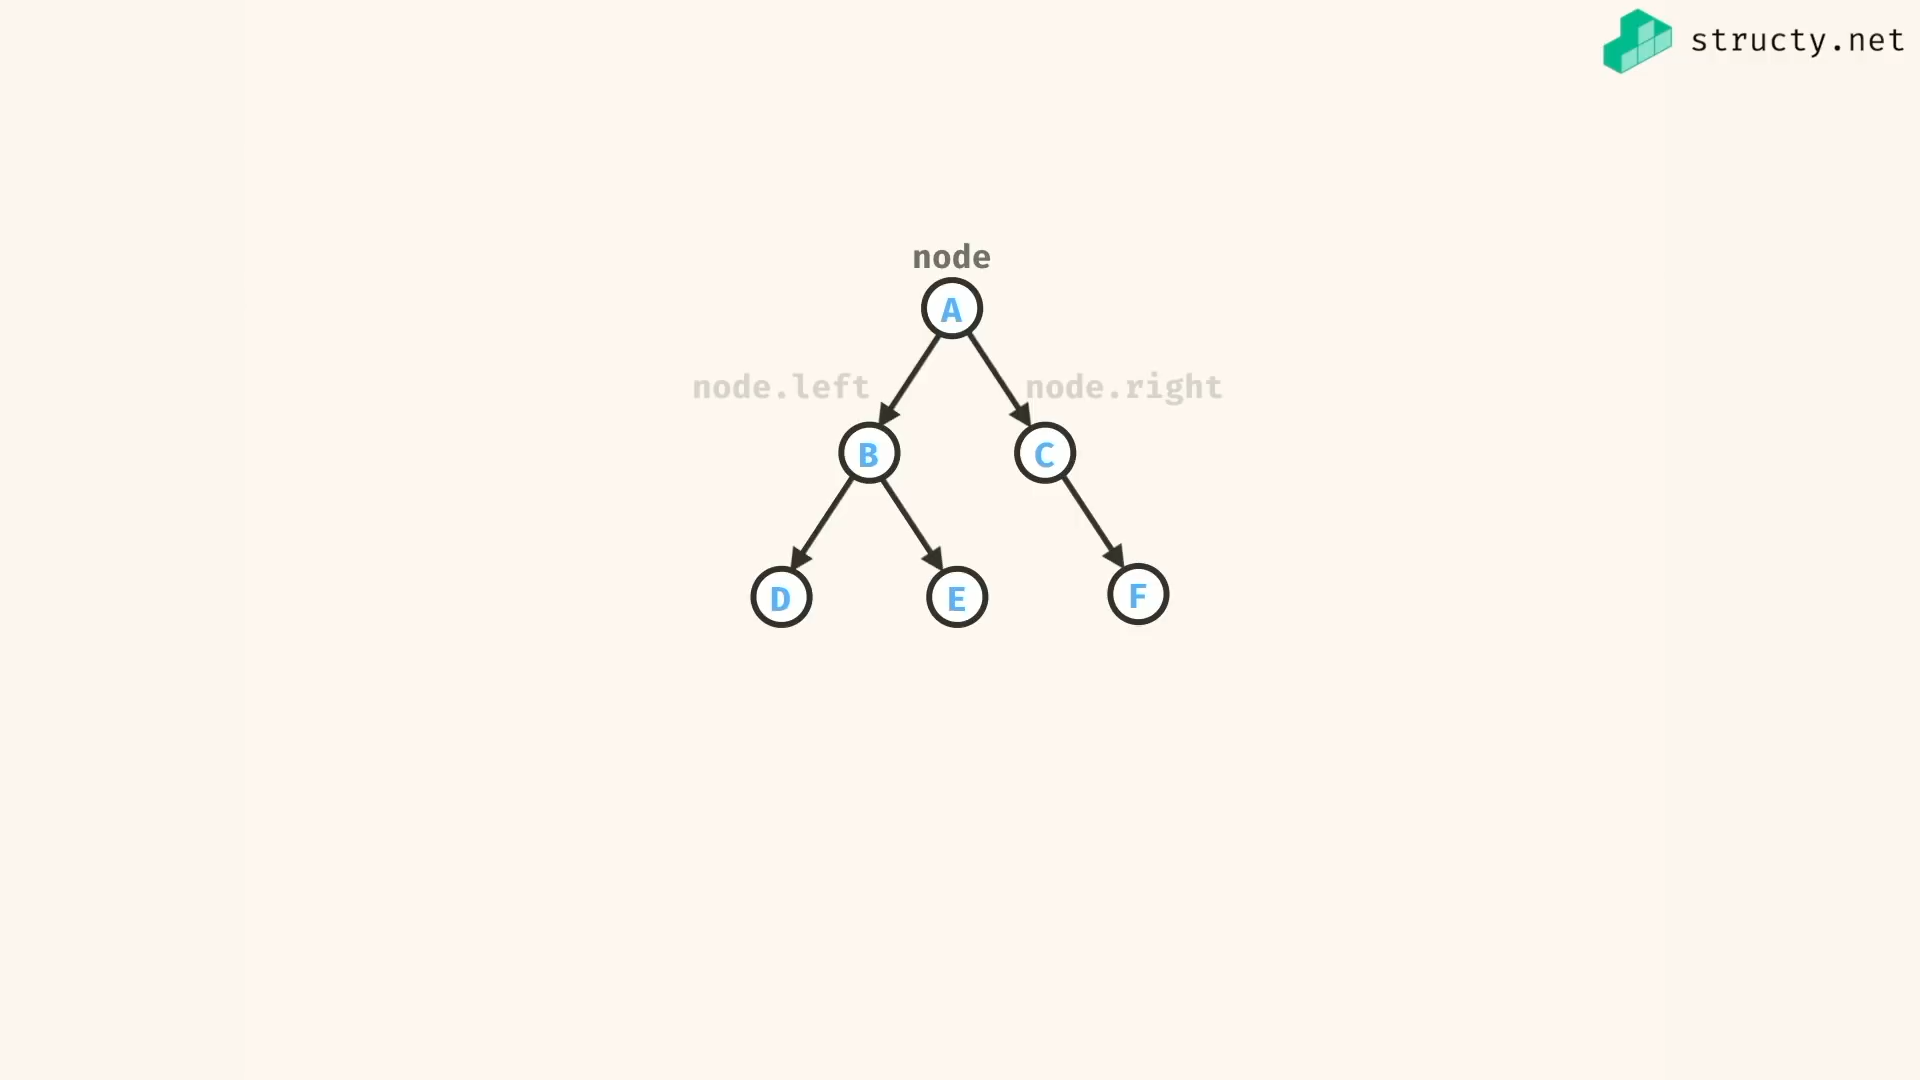 structy.net
node
A
node.left node.right
B C
D E F